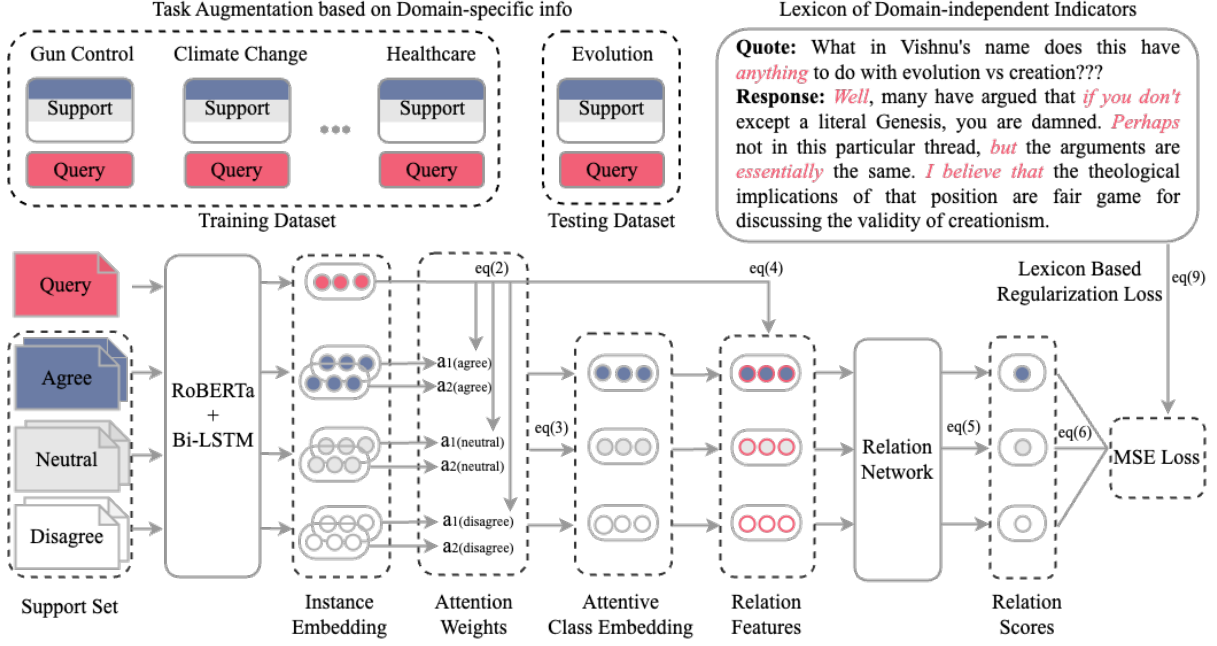 Task Augmentation based on Domain-specific info
Gun Control
Climate Change
Healthcare
Evolution
Support
Support
Support
Support
Query
Query
Query
Query
Training Dataset
Testing Dataset
Lexicon of Domain-independent Indicators
Quote: What in Vishnu's name does this have
anything to do with evolution vs creation???
Response: Well, many have argued that if you don't
except a literal Genesis, you are damned. Perhaps
not in this particular thread, but the arguments are
essentially the same. I believe that the theological
implications of that position are fair game for
discussing the validity of creationism.
Query
Agree
Neutral
Disagree
Support Set
RoBERTa
+
Bi-LSTM
Instance
Embedding
eq(2)
a1(agree)
a2(agree)
a1(neutral)
a2(neutral)
a1(disagree)
a2(disagree)
Attention
Weights
eq(3)
Attentive
Class Embedding
eq(4)
Relation
Features
Relation
Network
eq(5)
Relation
Scores
eq(6)
Lexicon Based
Regularization Loss
eq(9)
MSE Loss